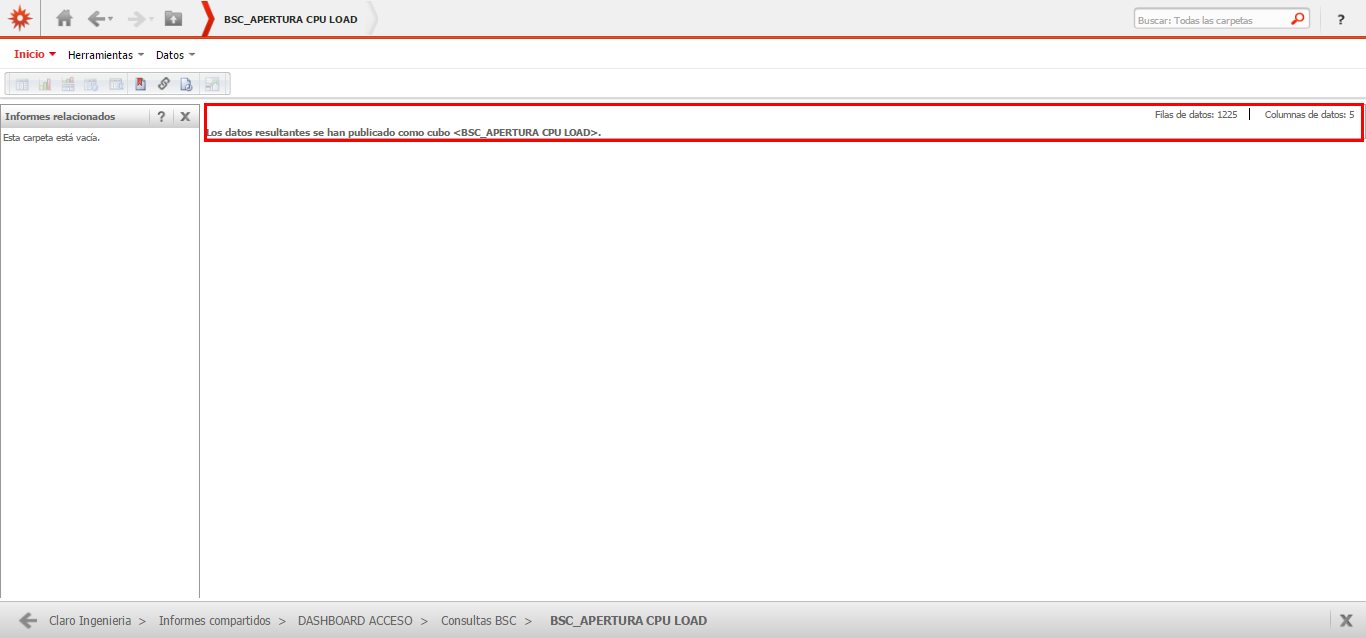 BSC_APERTURA CPU LOAD
Buscar: Todas las carpetas
?
Inicio Herramientas Datos
Informes relacionados ? X
Esta carpeta está vacía.
Filas de datos: 1225 Columnas de datos: 5
Los datos resultantes se han publicado como cubo <BSC_APERTURA CPU LOAD>.
Claro Ingenieria > Informes compartidos > DASHBOARD ACCESO > Consultas BSC > BSC_APERTURA CPU LOAD X